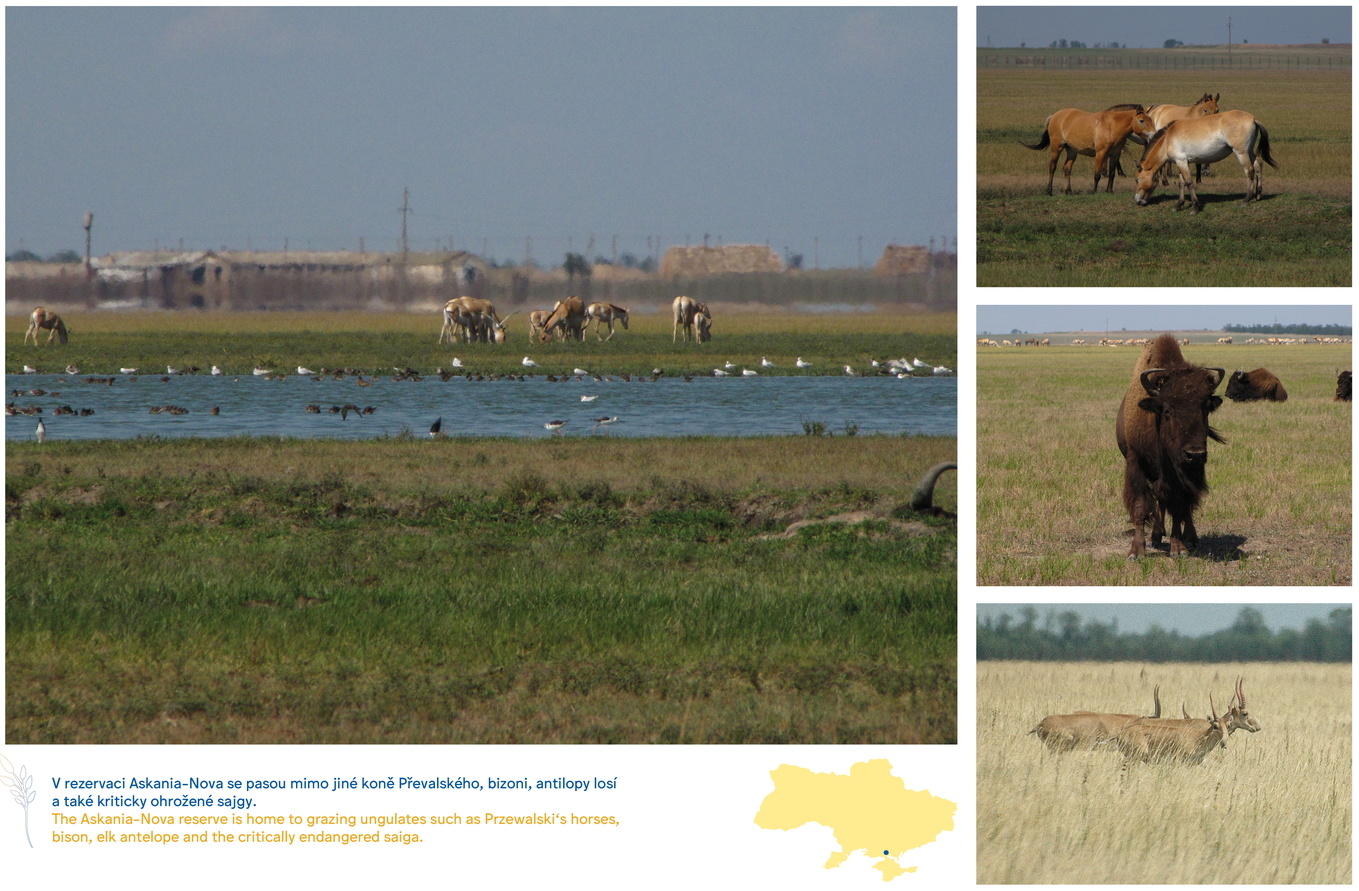 V rezervaci Askania-Nova se pasou mimo jiné koně Převalského, bizoni, antilopy losí
a také kriticky ohrožené sajgy.
The Askania-Nova reserve is home to grazing ungulates such as Przewalski‘s horses,
bison, elk antelope and the critically endangered saiga.